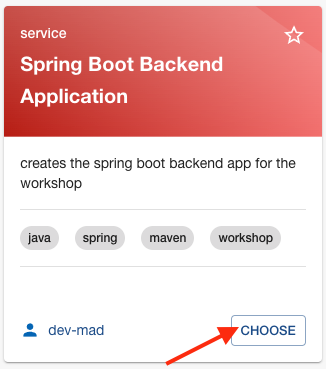 service
Spring Boot Backend
Application
creates the spring boot backend app for the
workshop
java spring maven workshop
dev-mad CHOOSE